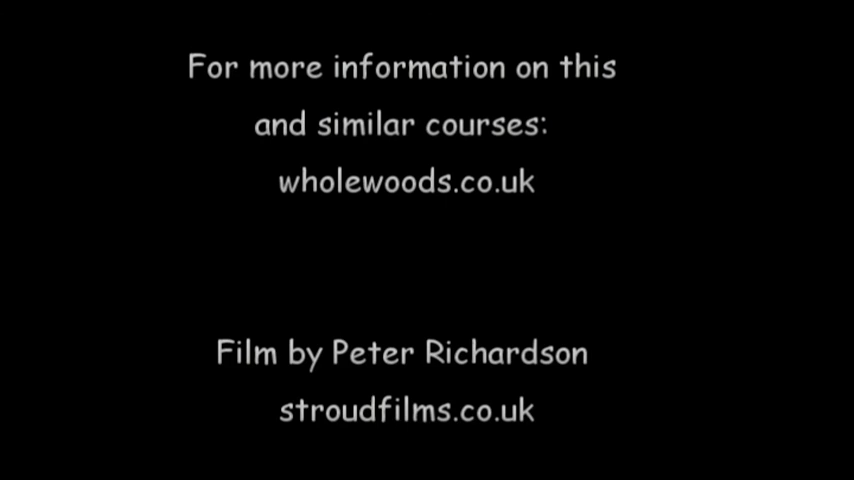 For more information on this
and similar courses:
wholewoods.co.uk
Film by Peter Richardson
stroudfilms.co.uk